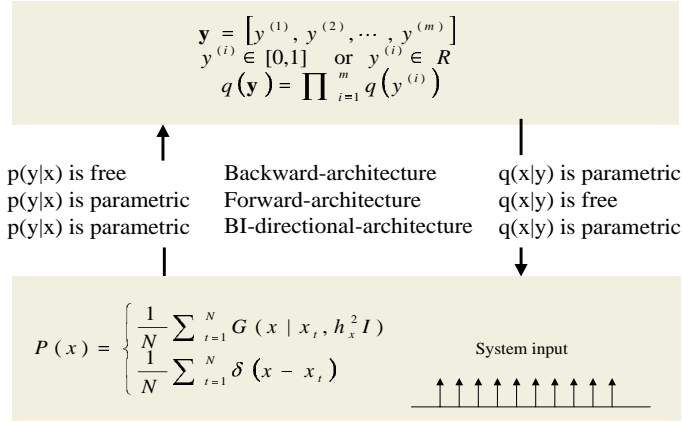 y = [y^(1), y^(2), ⋯ , y^(m)]
y^(i) ∈ [0,1] or y^(i) ∈ R
q(y) = ∏_{i=1}^{m} q(y^(i))
p(y|x) is free Backward-architecture q(x|y) is parametric
p(y|x) is parametric Forward-architecture q(x|y) is free
p(y|x) is parametric BI-directional-architecture q(x|y) is parametric
P(x) = { 1/N ∑_{t=1}^{N} G(x | x_t, h_x^2 I)
1/N ∑_{t=1}^{N} δ(x − x_t)
System input